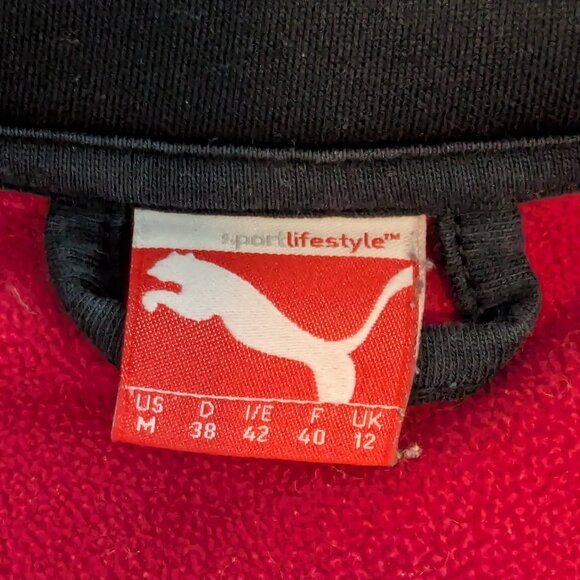 sportlifestyle™
US D I/E F UK
M 38 42 40 12